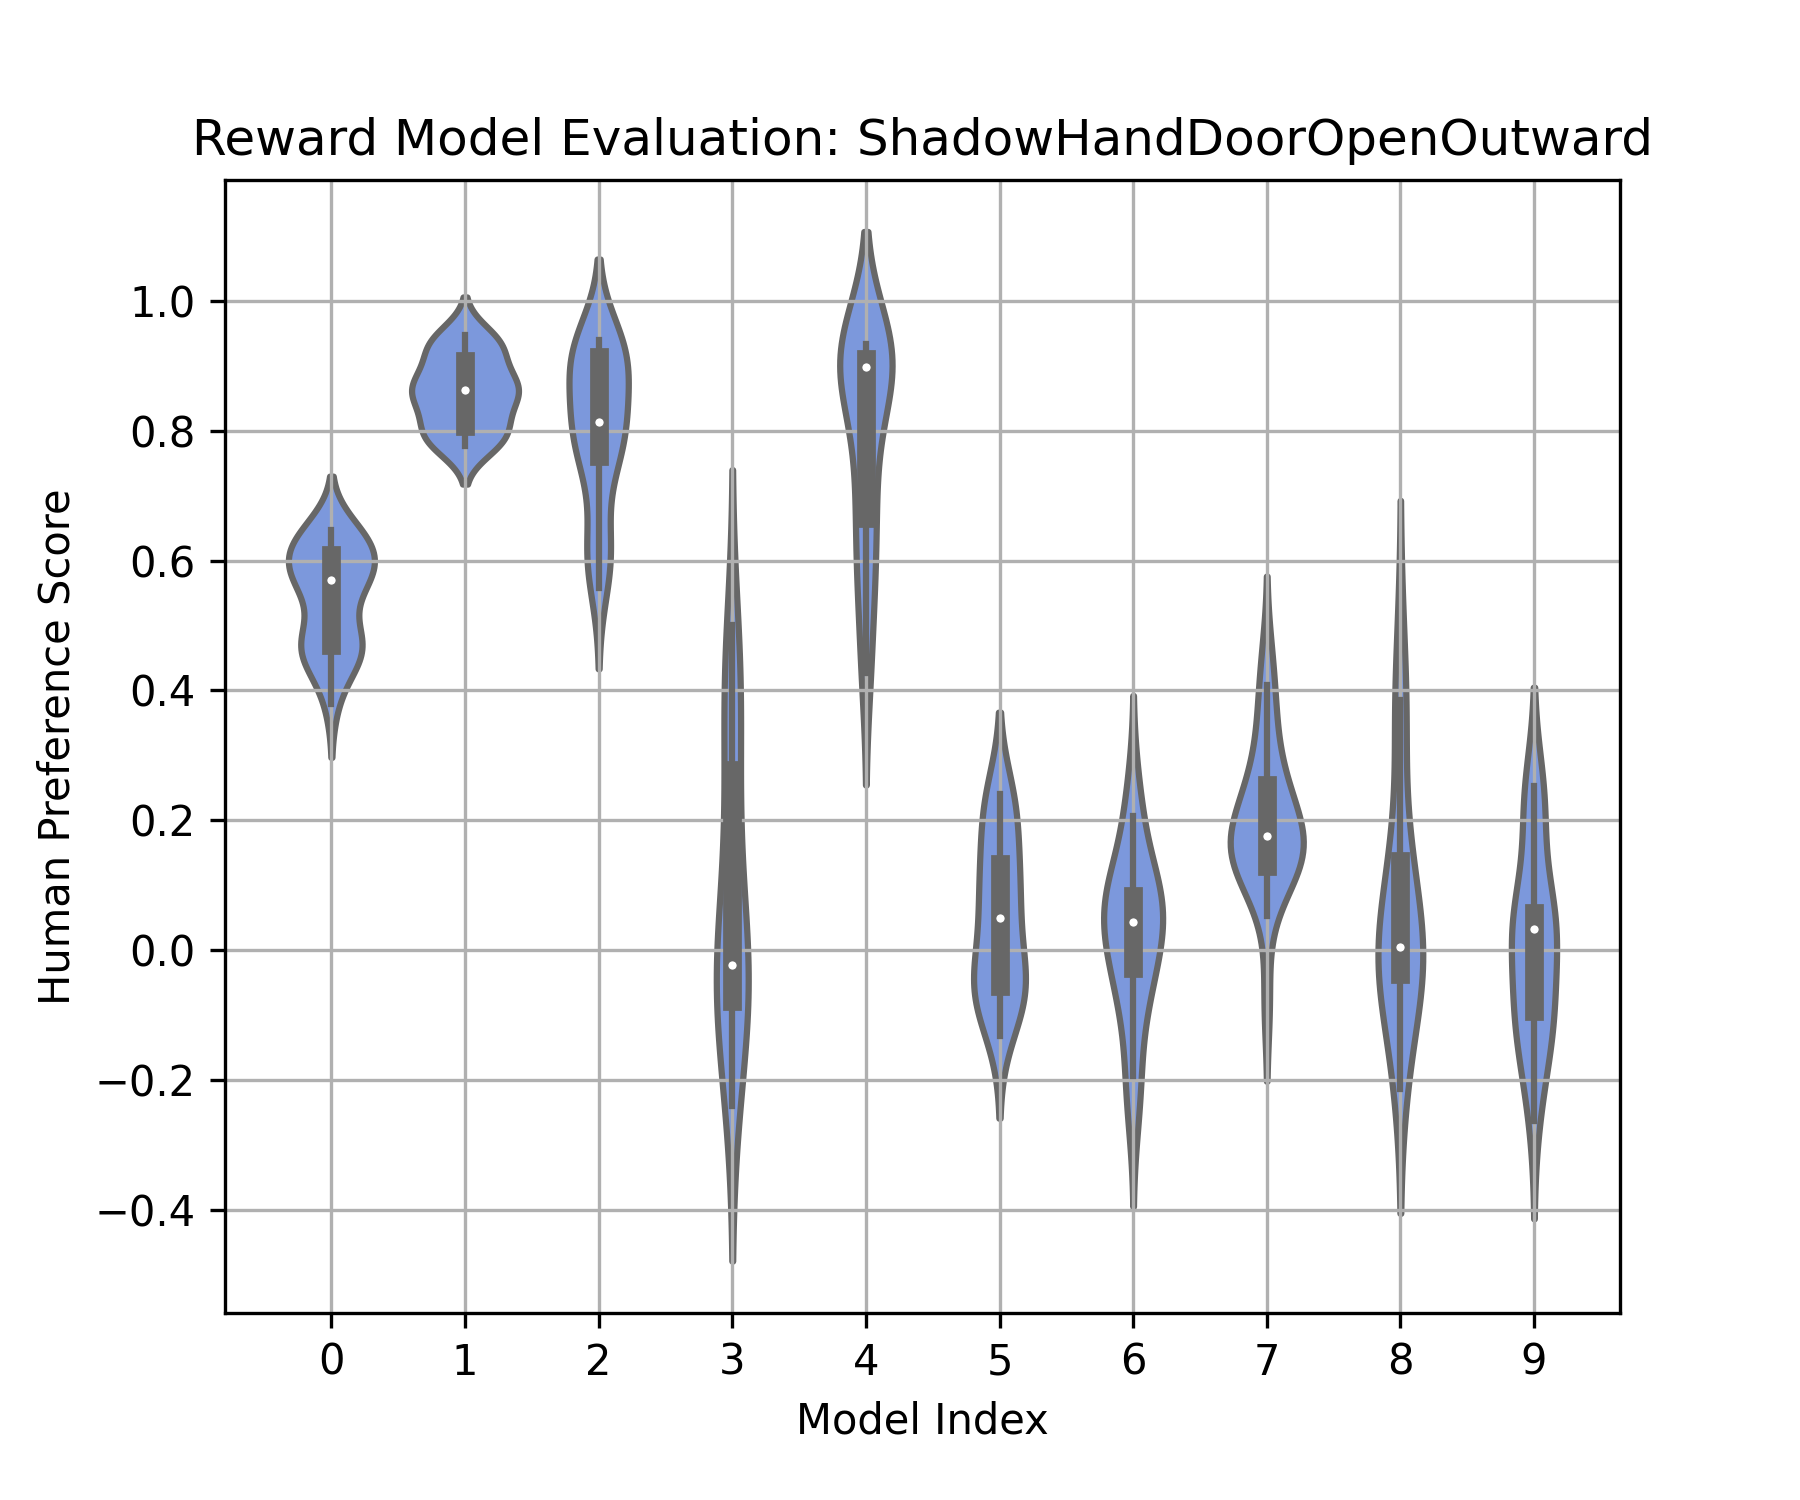 Reward Model Evaluation: ShadowHandDoorOpenOutward
Human Preference Score
1.0
0.8
0.6
0.4
0.2
0.0
−0.2
−0.4
0 1 2 3 4 5 6 7 8 9
Model Index